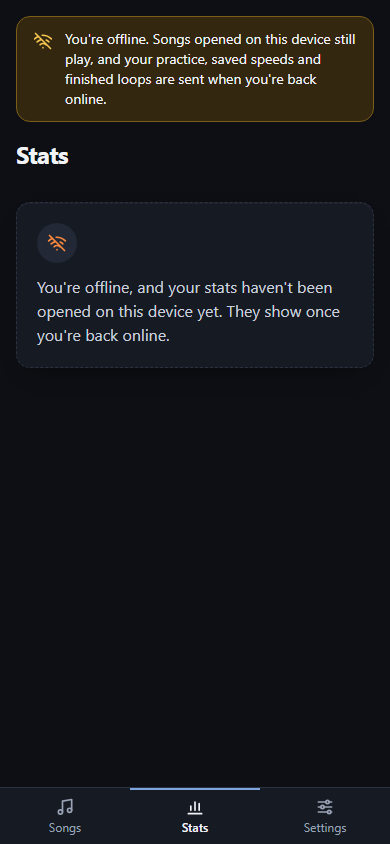 You're offline. Songs opened on this device still
play, and your practice, saved speeds and
finished loops are sent when you're back
online.
Stats
You're offline, and your stats haven't been
opened on this device yet. They show once
you're back online.
Songs
Stats
Settings